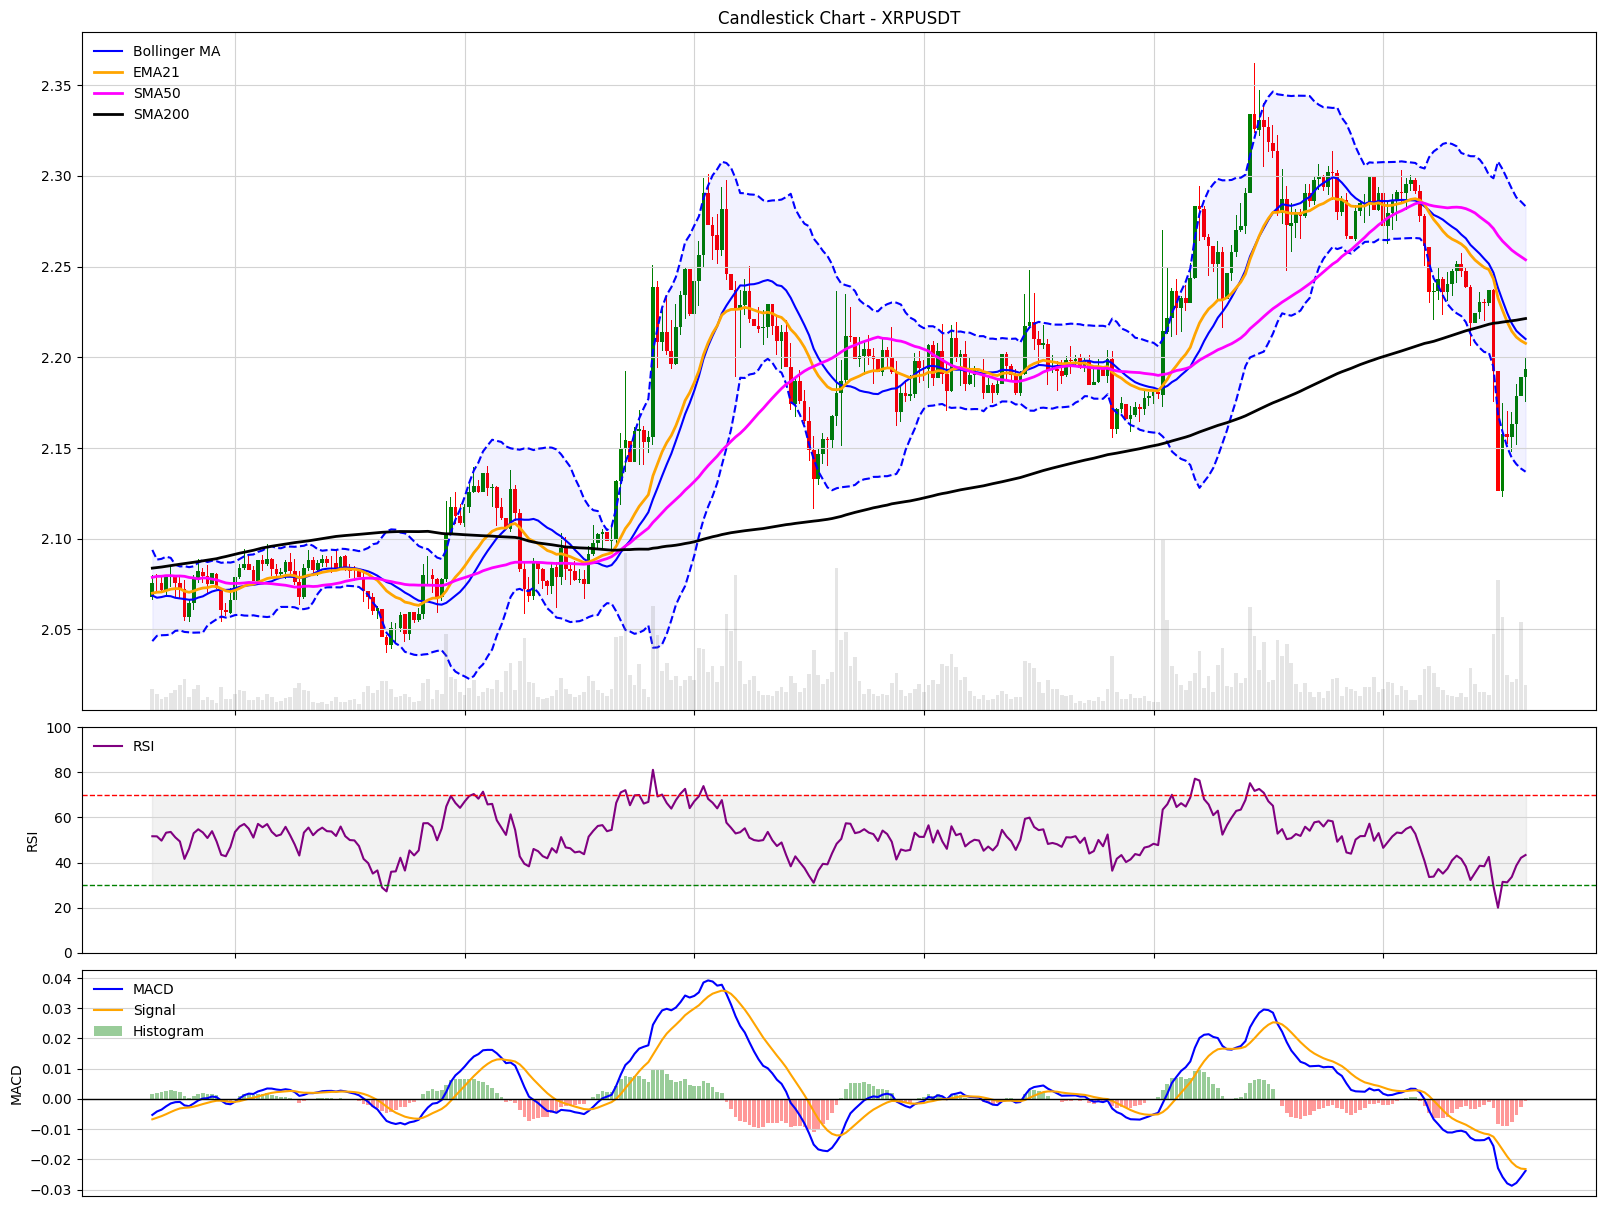 Candlestick Chart - XRPUSDT
Bollinger MA
EMA21
SMA50
SMA200
2.35
2.30
2.25
2.20
2.15
2.10
2.05
100
80
60
40
20
0
RSI
RSI
0.04
0.03
0.02
0.01
0.00
−0.01
−0.02
−0.03
MACD
MACD
Signal
Histogram